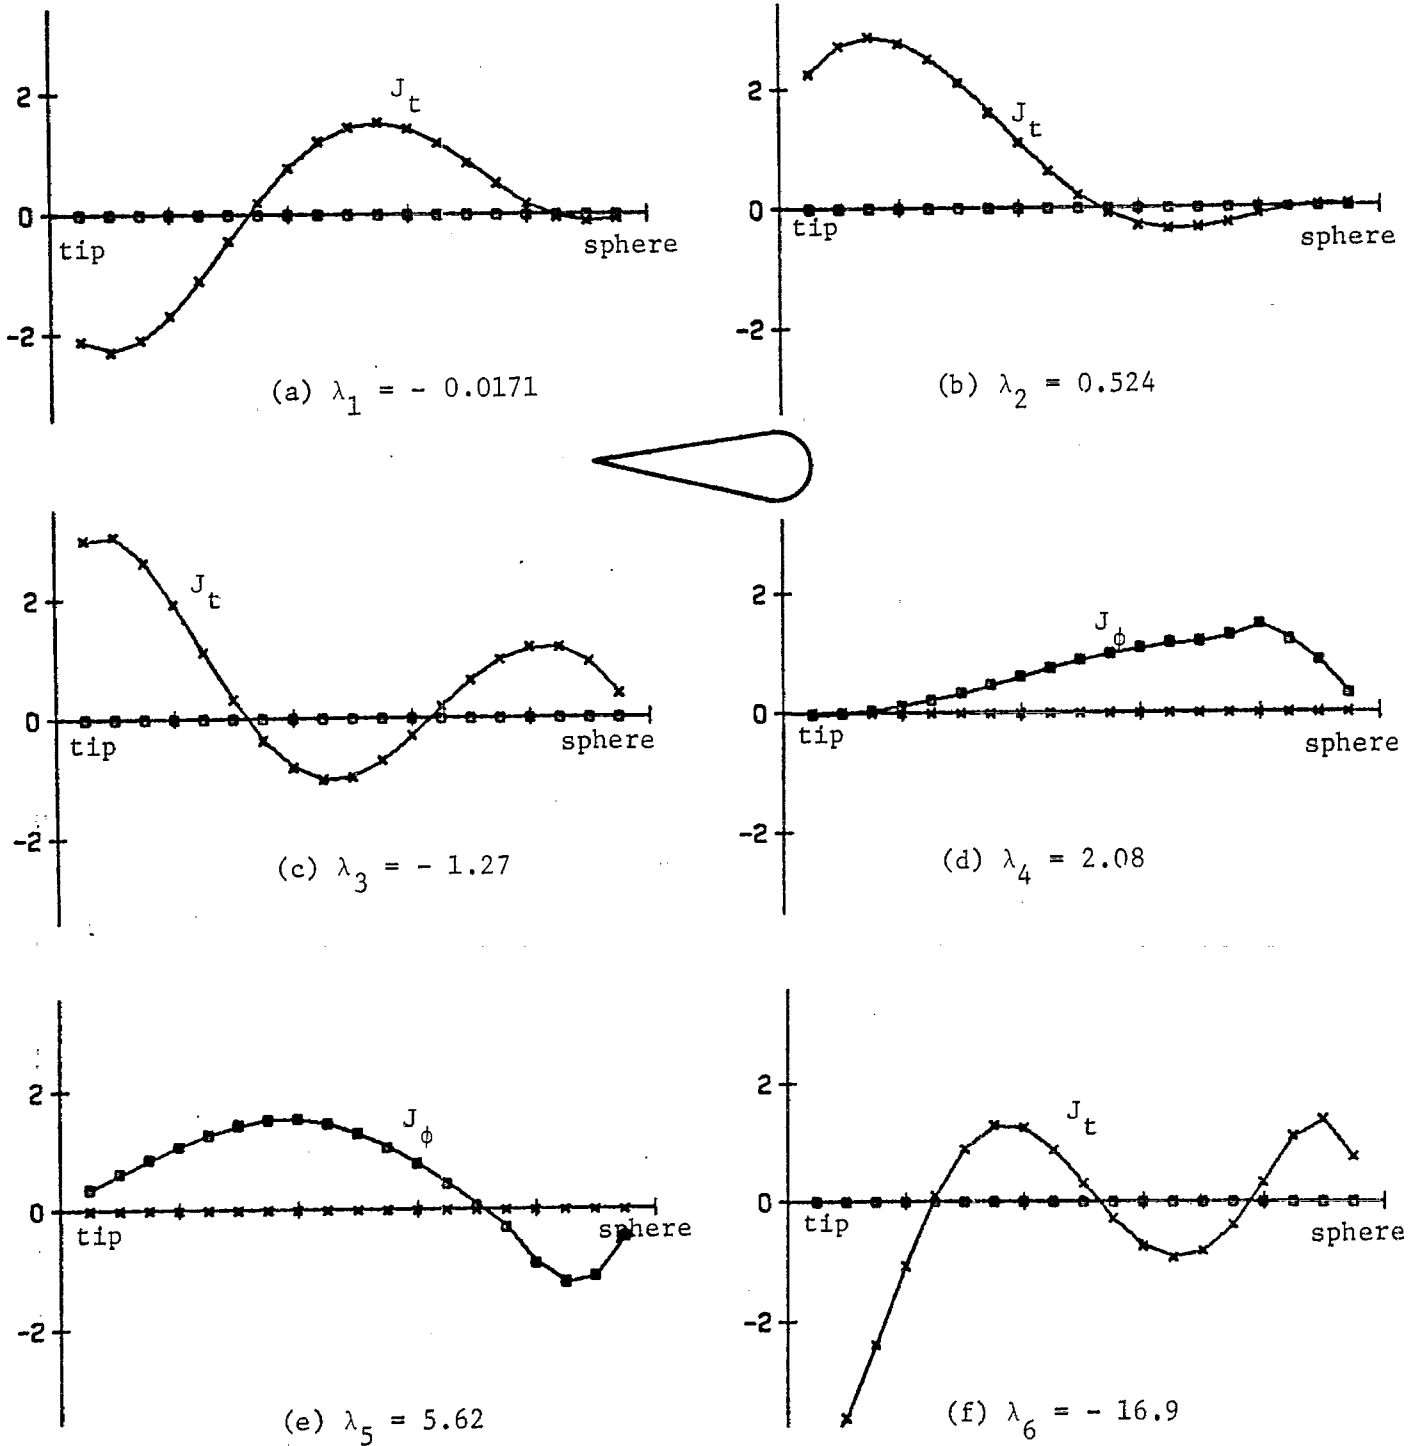 2
J_t
0
tip
sphere
-2
(a) λ_1 = - 0.0171
2
J_t
0
tip
sphere
-2
(b) λ_2 = 0.524
2
J_t
0
tip
sphere
-2
(c) λ_3 = - 1.27
2
J_ϕ
0
tip
sphere
-2
(d) λ_4 = 2.08
2
J_ϕ
0
tip
sphere
-2
(e) λ_5 = 5.62
2
J_t
0
tip
sphere
-2
(f) λ_6 = - 16.9